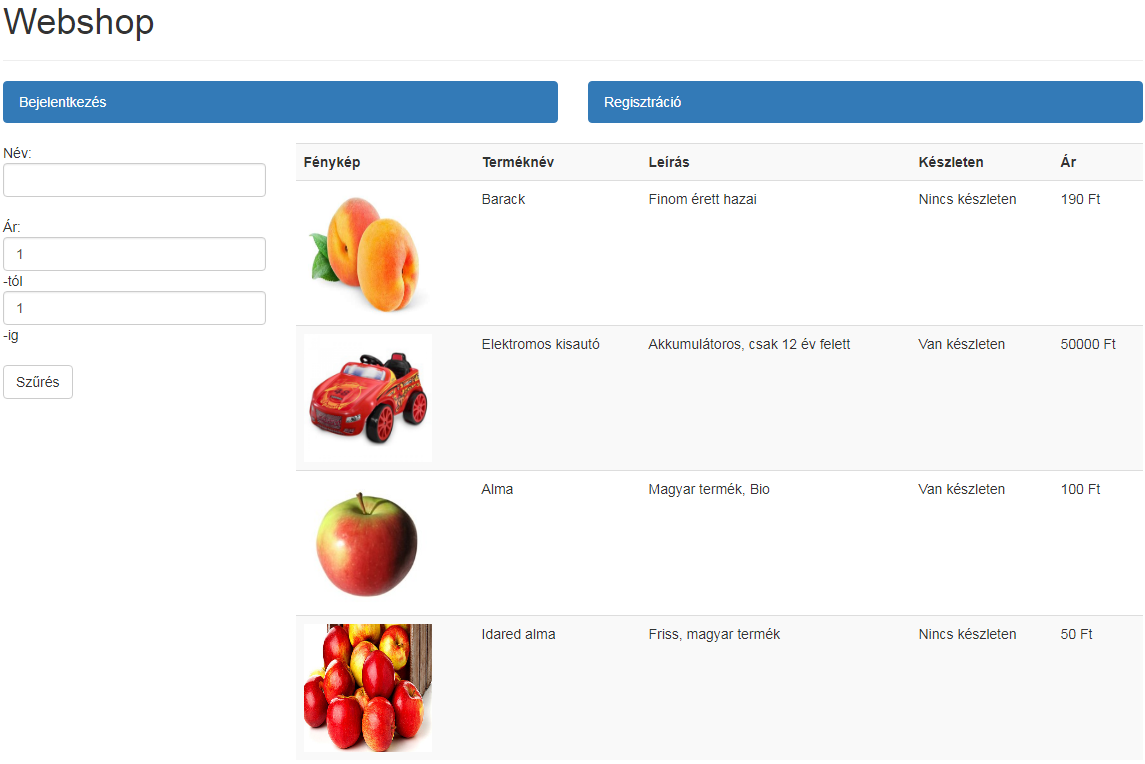 Webshop
Bejelentkezés
Regisztráció
Név:
Ár:
1
-tól
1
-ig
Szűrés
Fénykép Terméknév Leírás Készleten Ár
Barack Finom érett hazai Nincs készleten 190 Ft
Elektromos kisautó Akkumulátoros, csak 12 év felett Van készleten 50000 Ft
Alma Magyar termék, Bio Van készleten 100 Ft
Idared alma Friss, magyar termék Nincs készleten 50 Ft